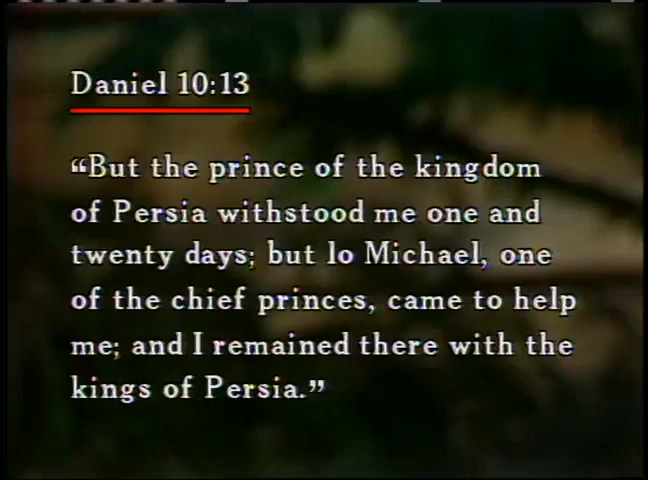 Daniel 10:13
“But the prince of the kingdom
of Persia withstood me one and
twenty days; but lo Michael, one
of the chief princes, came to help
me; and I remained there with the
kings of Persia.”